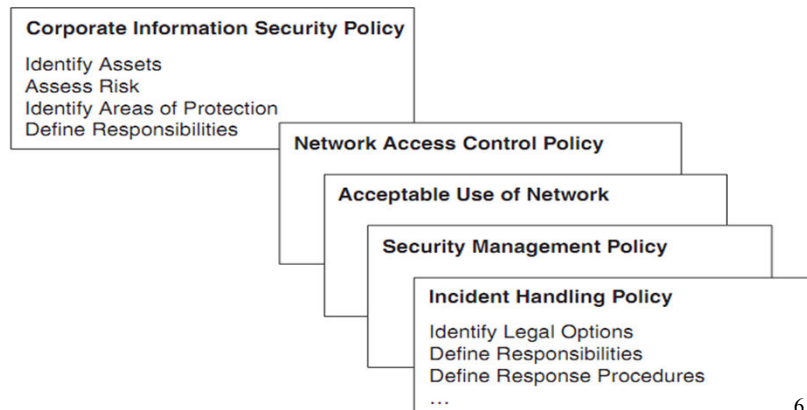 Corporate Information Security Policy
Identify Assets
Assess Risk
Identify Areas of Protection
Define Responsibilities
Network Access Control Policy
Acceptable Use of Network
Security Management Policy
Incident Handling Policy
Identify Legal Options
Define Responsibilities
Define Response Procedures
...
6